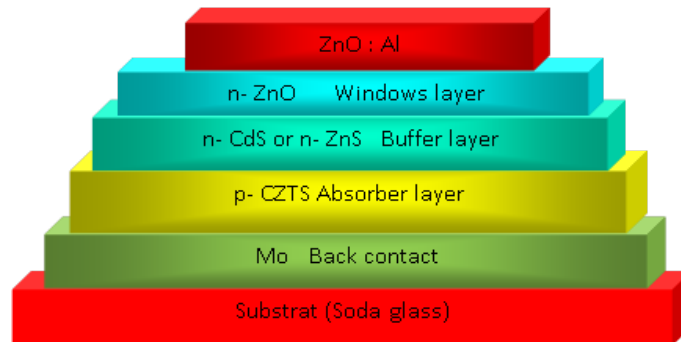 ZnO : Al
n- ZnO Windows layer
n- CdS or n- ZnS Buffer layer
p- CZTS Absorber layer
Mo Back contact
Substrat (Soda glass)